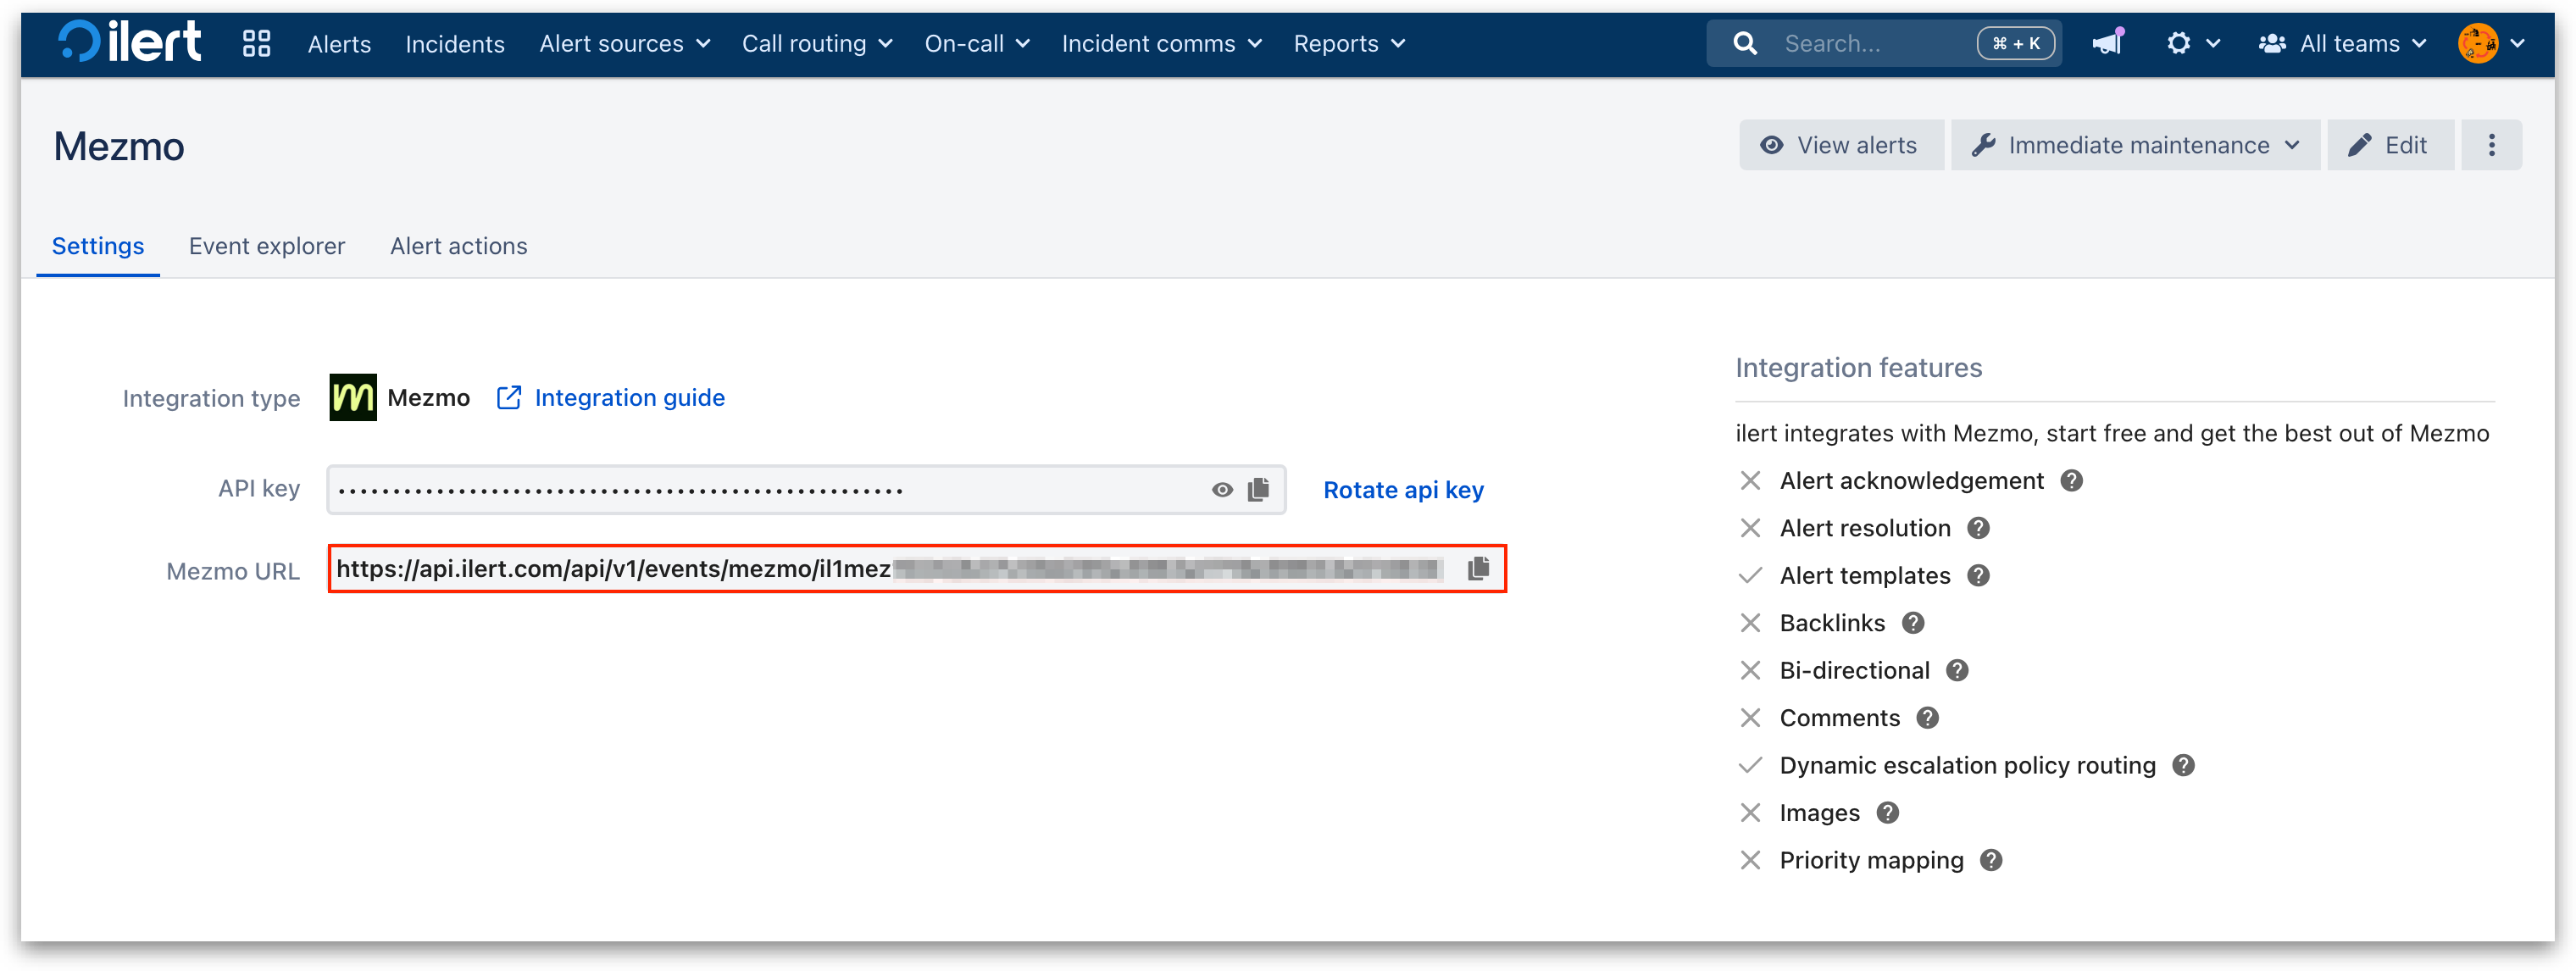 ilert Alerts Incidents Alert sources Call routing On-call Incident comms Reports Search... ⌘ + K All teams
Mezmo
View alerts Immediate maintenance Edit
Settings Event explorer Alert actions
Integration type m Mezmo Integration guide
API key •••••••••••••••••••••••••••••••••••••••••••••••••••• Rotate api key
Mezmo URL https://api.ilert.com/api/v1/events/mezmo/il1mez
Integration features
ilert integrates with Mezmo, start free and get the best out of Mezmo
Alert acknowledgement ?
Alert resolution ?
Alert templates ?
Backlinks ?
Bi-directional ?
Comments ?
Dynamic escalation policy routing ?
Images ?
Priority mapping ?